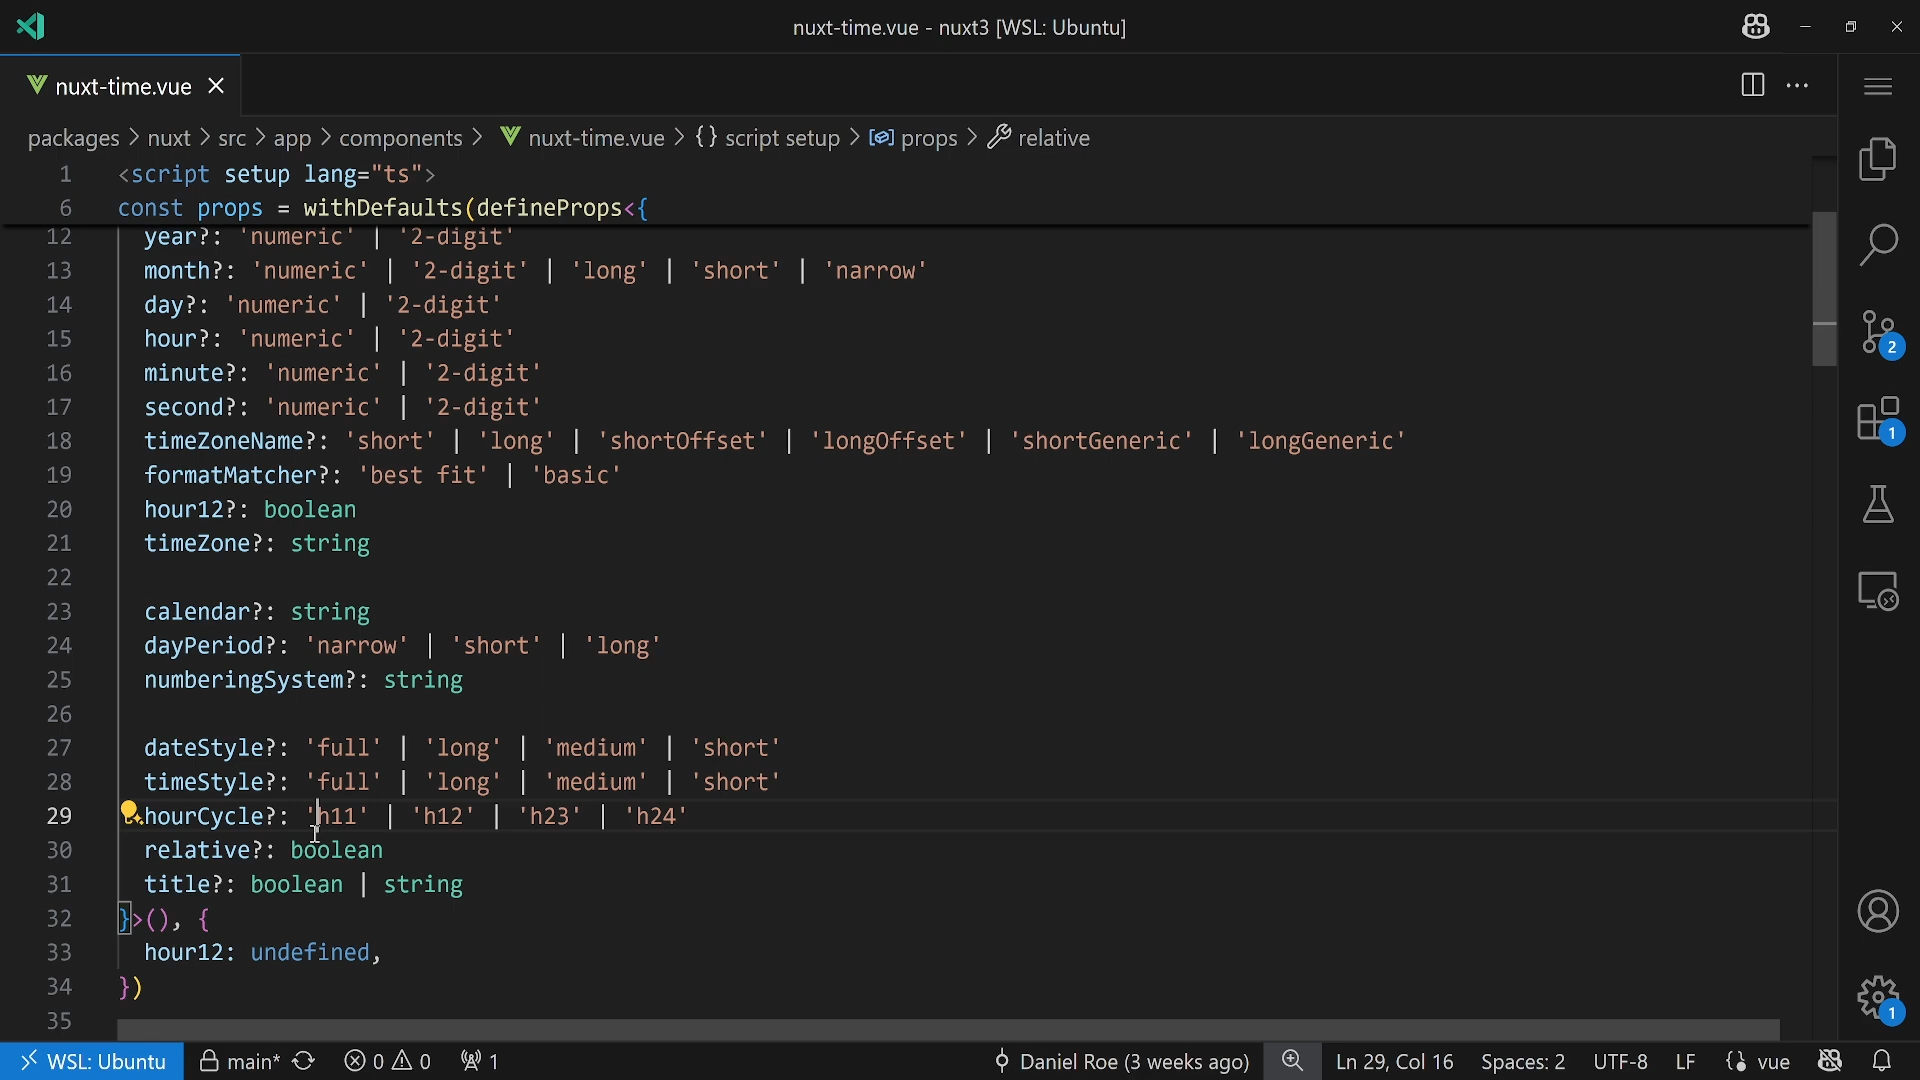 nuxt-time.vue - nuxt3 [WSL: Ubuntu]
nuxt-time.vue
packages > nuxt > src > app > components > nuxt-time.vue > {} script setup > props > relative
1 <script setup lang="ts">
6 const props = withDefaults(defineProps<{
12 year?: 'numeric' | '2-digit'
13 month?: 'numeric' | '2-digit' | 'long' | 'short' | 'narrow'
14 day?: 'numeric' | '2-digit'
15 hour?: 'numeric' | '2-digit'
16 minute?: 'numeric' | '2-digit'
17 second?: 'numeric' | '2-digit'
18 timeZoneName?: 'short' | 'long' | 'shortOffset' | 'longOffset' | 'shortGeneric' | 'longGeneric'
19 formatMatcher?: 'best fit' | 'basic'
20 hour12?: boolean
21 timeZone?: string
22
23 calendar?: string
24 dayPeriod?: 'narrow' | 'short' | 'long'
25 numberingSystem?: string
26
27 dateStyle?: 'full' | 'long' | 'medium' | 'short'
28 timeStyle?: 'full' | 'long' | 'medium' | 'short'
29 hourCycle?: 'h11' | 'h12' | 'h23' | 'h24'
30 relative?: boolean
31 title?: boolean | string
32 }>(), {
33 hour12: undefined,
34 })
35
2
1
1
WSL: Ubuntu main* 0 0 1 Daniel Roe (3 weeks ago) Ln 29, Col 16 Spaces: 2 UTF-8 LF vue